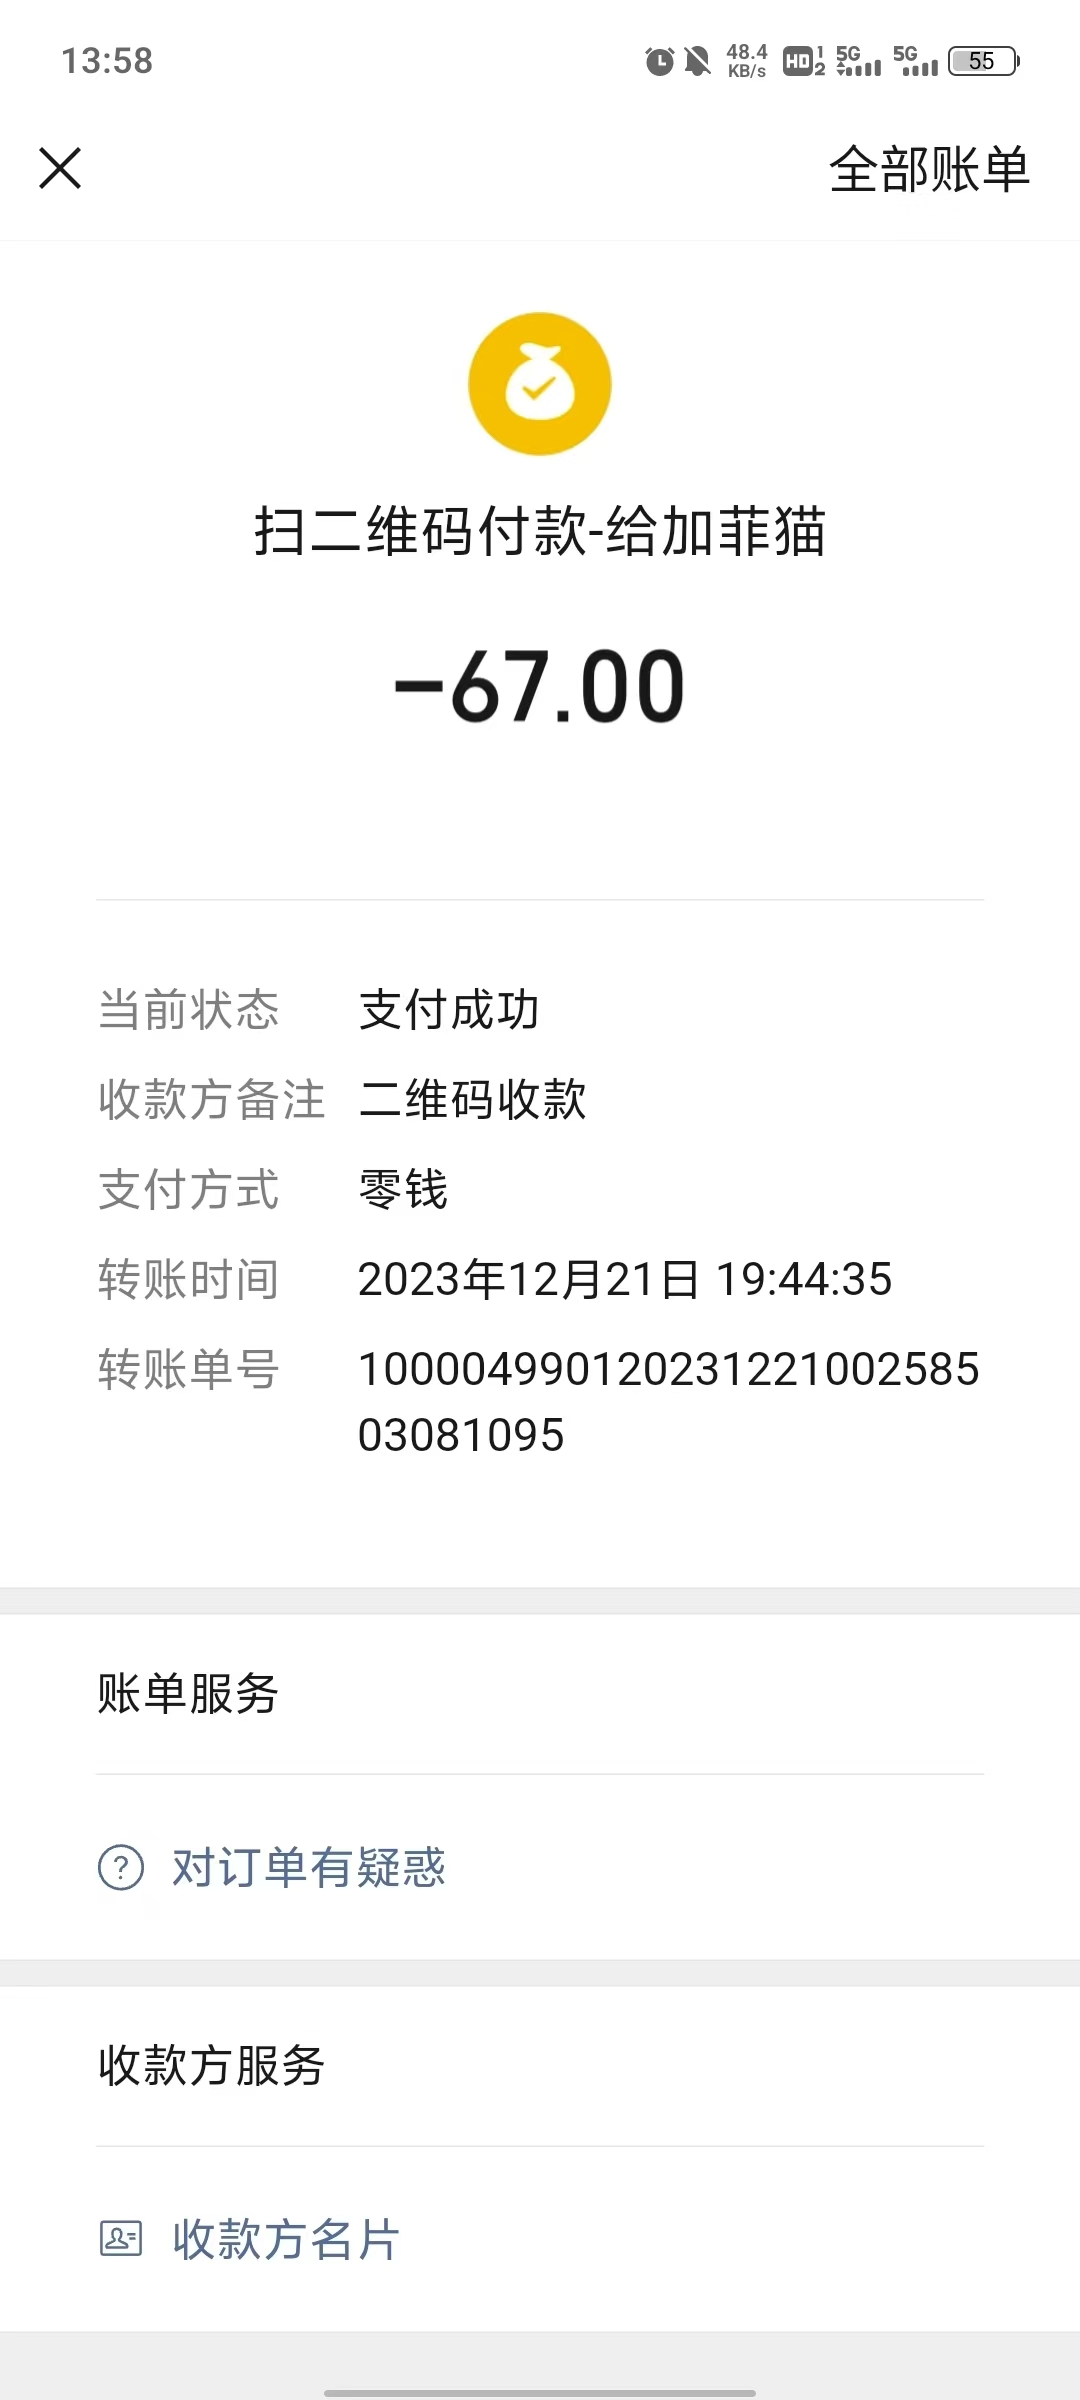 13:58
48.4 KB/s HD 1 2 5G 5G 55
全部账单
扫二维码付款-给加菲猫
-67.00
当前状态 支付成功
收款方备注 二维码收款
支付方式 零钱
转账时间 2023年12月21日 19:44:35
转账单号 1000049901202312210025​85
03081095
账单服务
? 对订单有疑惑
收款方服务
收款方名片